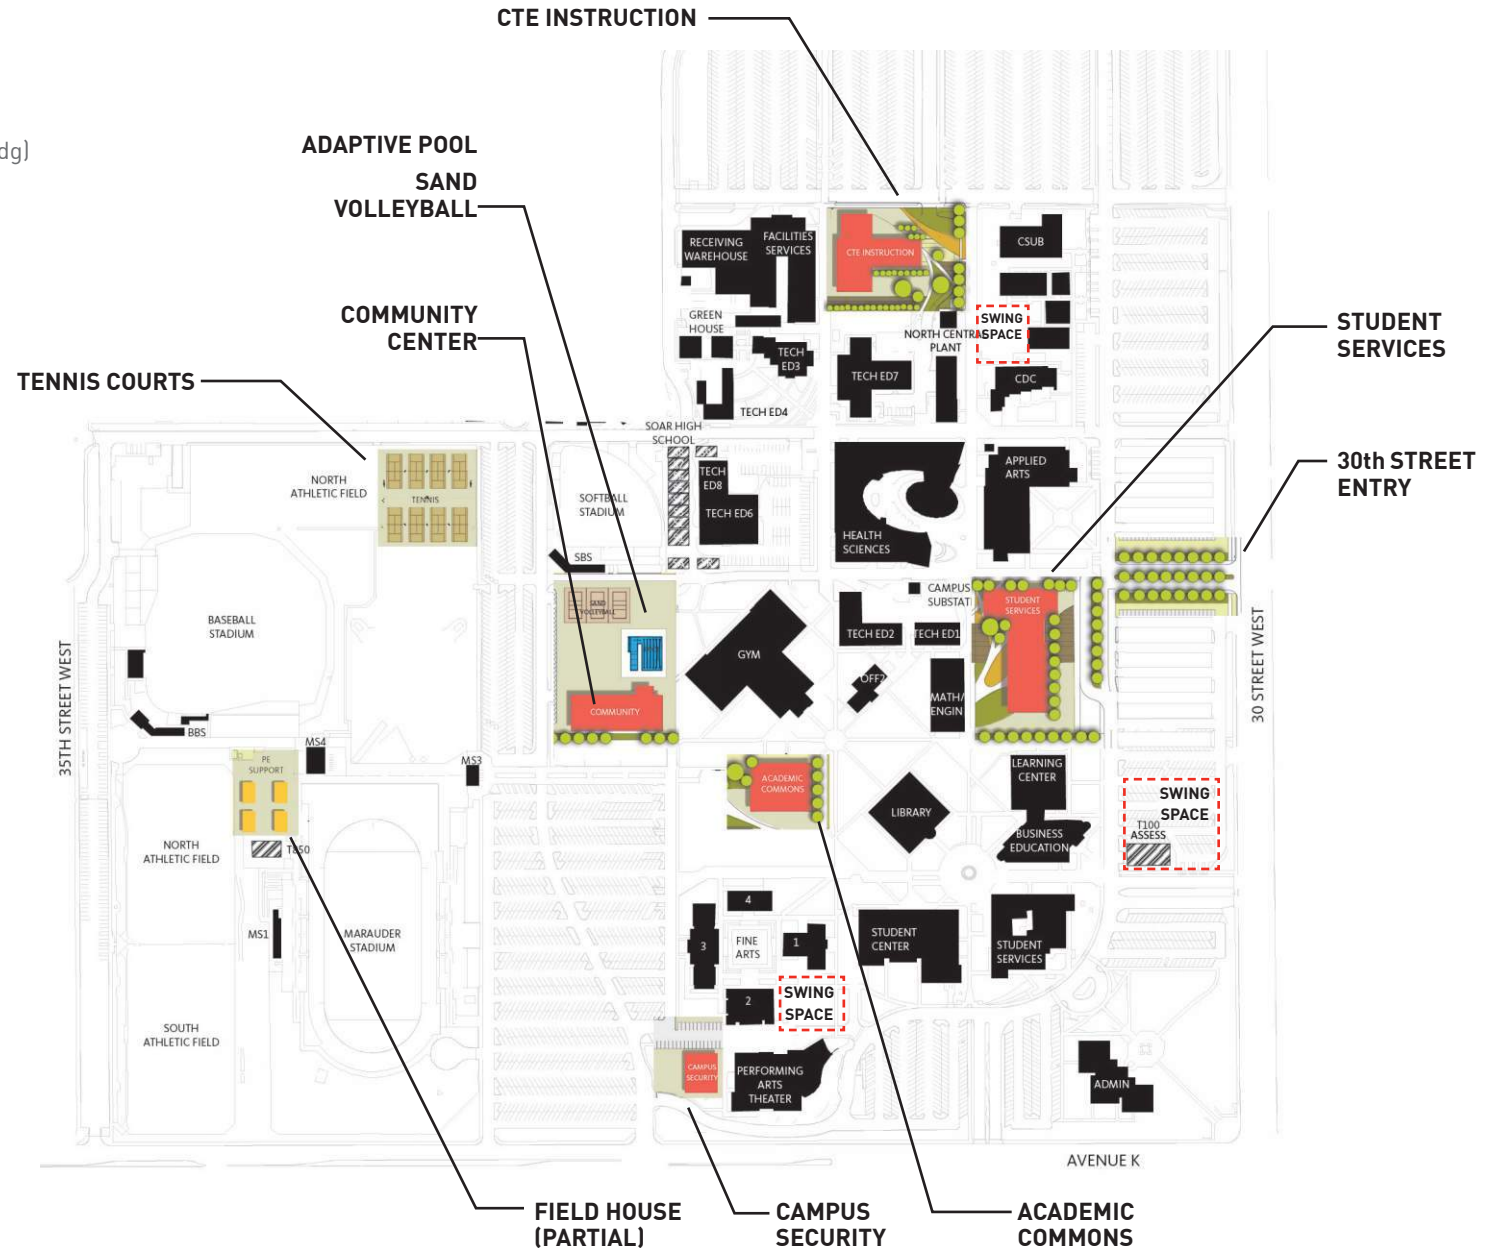 CTE INSTRUCTION
dg)
ADAPTIVE POOL
SAND
VOLLEYBALL
COMMUNITY
CENTER
TENNIS COURTS
STUDENT
SERVICES
30th STREET
ENTRY
RECEIVING
WAREHOUSE
FACILITIES
SERVICES
CTE INSTRUCTION
CSUB
GREEN
HOUSE
NORTH CENTRAL
PLANT
SWING
SPACE
TECH
ED3
TECH ED7
CDC
TECH ED4
SOAR HIGH
SCHOOL
NORTH
ATHLETIC FIELD
TENNIS
SOFTBALL
STADIUM
TECH
ED8
TECH ED6
APPLIED
ARTS
HEALTH
SCIENCES
SBS
CAMPUS
SUBSTAT
SAND
VOLLEYBALL
STUDENT
SERVICES
BASEBALL
STADIUM
GYM
TECH ED2
TECH ED1
OFF2
MATH/
ENGIN
COMMUNITY
35TH STREET WEST
30 STREET WEST
BBS
MS4
MS3
PE
SUPPORT
ACADEMIC
COMMONS
LEARNING
CENTER
LIBRARY
BUSINESS
EDUCATION
SWING
SPACE
T100
ASSESS
NORTH
ATHLETIC FIELD
T850
MS1
MARAUDER
STADIUM
4
3
FINE
ARTS
1
2
STUDENT
CENTER
STUDENT
SERVICES
SWING
SPACE
SOUTH
ATHLETIC FIELD
CAMPUS
SECURITY
PERFORMING
ARTS
THEATER
ADMIN
AVENUE K
FIELD HOUSE
(PARTIAL)
CAMPUS
SECURITY
ACADEMIC
COMMONS